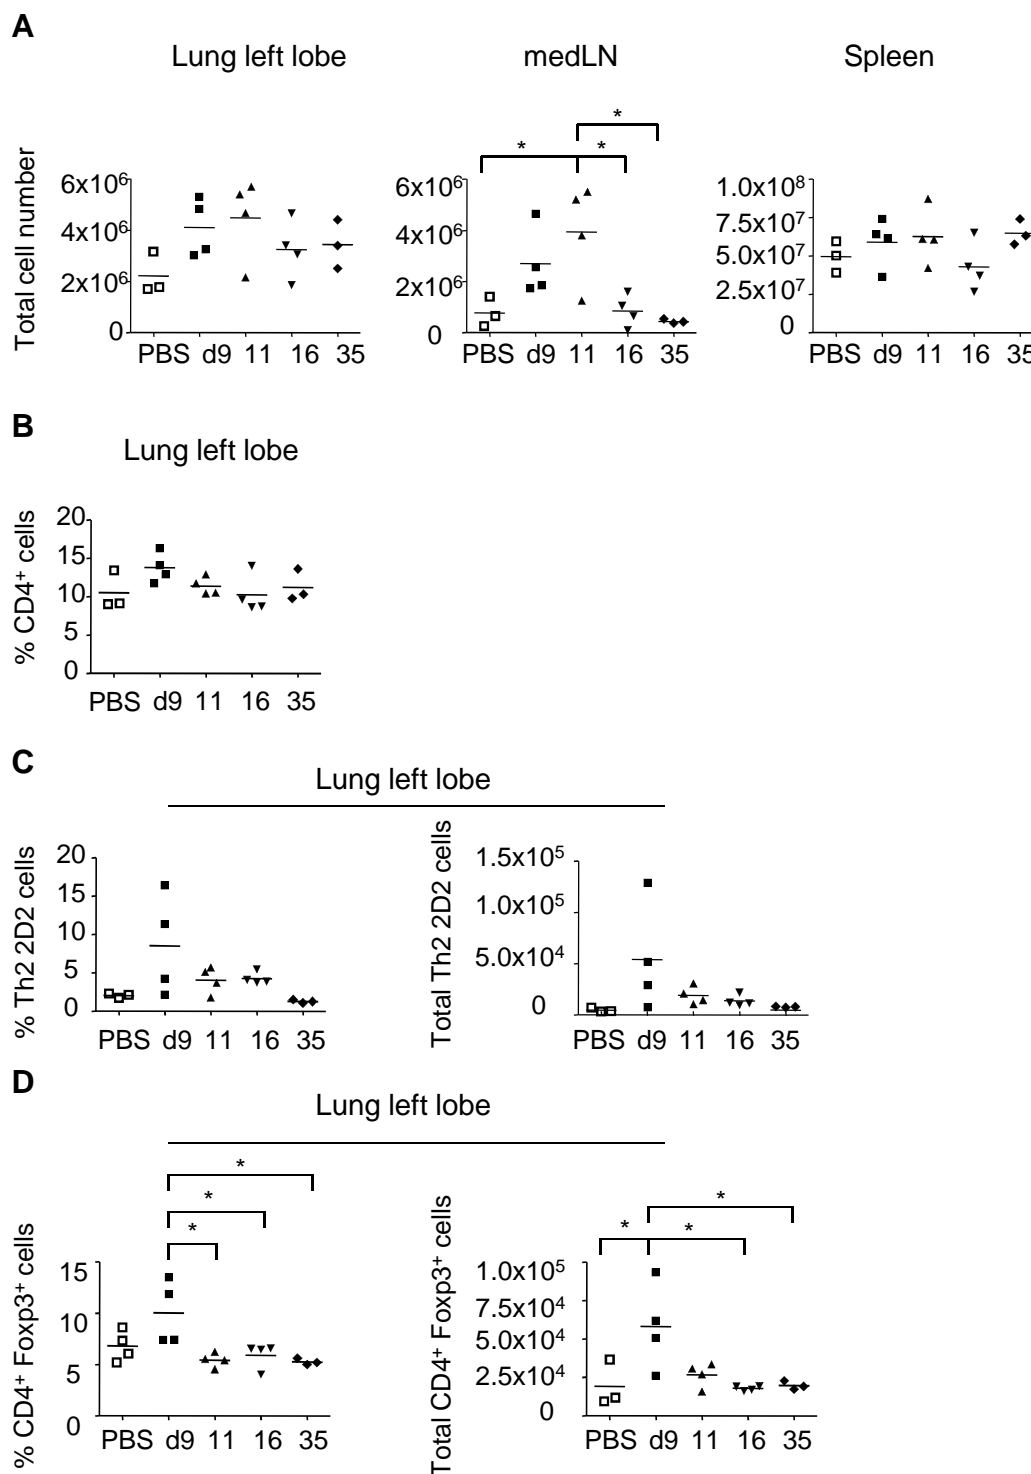 A
Lung left lobe
medLN
Spleen
Total cell number
6x10⁶
4x10⁶
2x10⁶
0
PBS d9 11 16 35
* * *
6x10⁶
4x10⁶
2x10⁶
0
PBS d9 11 16 35
1.0x10⁸
7.5x10⁷
5.0x10⁷
2.5x10⁷
0
PBS d9 11 16 35
B
Lung left lobe
% CD4⁺ cells
20
15
10
5
0
PBS d9 11 16 35
C
Lung left lobe
% Th2 2D2 cells
20
15
10
5
0
PBS d9 11 16 35
Total Th2 2D2 cells
1.5x10⁵
1.0x10⁵
5.0x10⁴
0
PBS d9 11 16 35
D
Lung left lobe
% CD4⁺ Foxp3⁺ cells
*
*
*
15
10
5
0
PBS d9 11 16 35
Total CD4⁺ Foxp3⁺ cells
*
* *
1.0x10⁵
7.5x10⁴
5.0x10⁴
2.5x10⁴
0
PBS d9 11 16 35